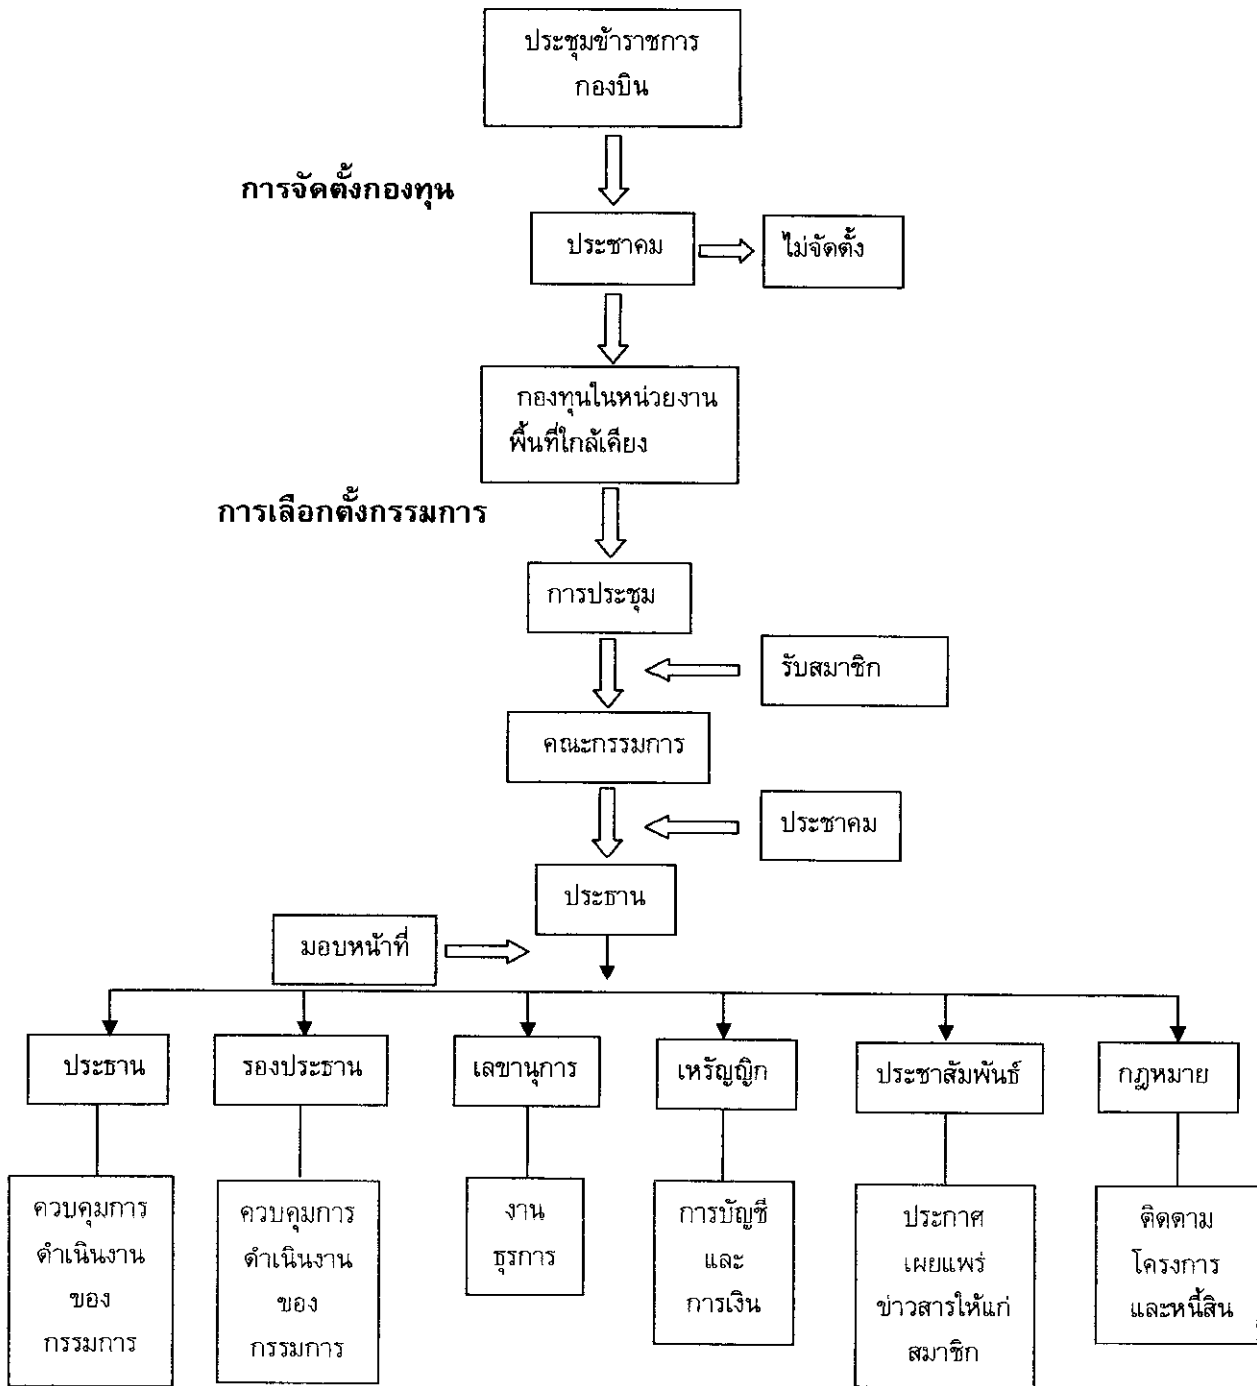 ประชุมข้าราชการ
กองบิน
การจัดตั้งกองทุน
ประชาคม
ไม่จัดตั้ง
กองทุนในหน่วยงาน
พื้นที่ใกล้เคียง
การเลือกตั้งกรรมการ
การประชุม
รับสมาชิก
คณะกรรมการ
ประชาคม
ประธาน
มอบหน้าที่
ประธาน
รองประธาน
เลขานุการ
เหรัญญิก
ประชาสัมพันธ์
กฎหมาย
ควบคุมการ
ดำเนินงาน
ของ
กรรมการ
ควบคุมการ
ดำเนินงาน
ของ
กรรมการ
งาน
ธุรการ
การบัญชี
และ
การเงิน
ประกาศ
เผยแพร่
ข่าวสารให้แก่
สมาชิก
ติดตาม
โครงการ
และหนี้สิน